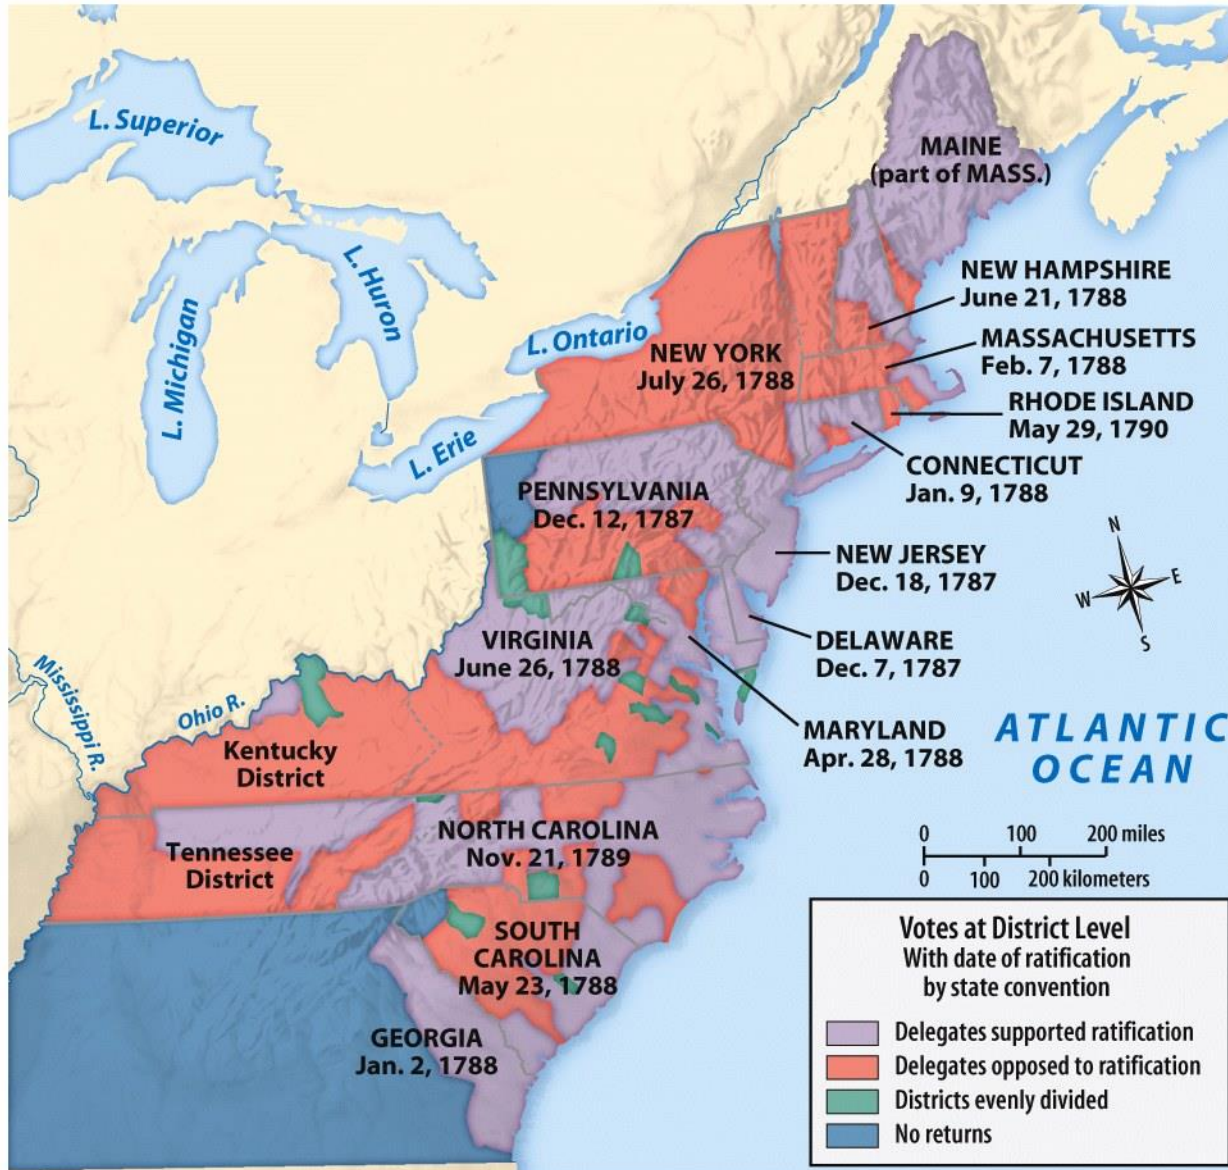 L. Superior
MAINE
(part of MASS.)
L. Michigan
L. Huron
NEW HAMPSHIRE
June 21, 1788
L. Ontario
NEW YORK
July 26, 1788
MASSACHUSETTS
Feb. 7, 1788
RHODE ISLAND
May 29, 1790
L. Erie
CONNECTICUT
Jan. 9, 1788
PENNSYLVANIA
Dec. 12, 1787
N
W
E
S
NEW JERSEY
Dec. 18, 1787
VIRGINIA
June 26, 1788
DELAWARE
Dec. 7, 1787
Mississippi R.
Ohio R.
Kentucky
District
MARYLAND
Apr. 28, 1788
ATLANTIC
OCEAN
NORTH CAROLINA
Nov. 21, 1789
Tennessee
District
0 100 200 miles
0 100 200 kilometers
SOUTH
CAROLINA
May 23, 1788
GEORGIA
Jan. 2, 1788
Votes at District Level
With date of ratification
by state convention
Delegates supported ratification
Delegates opposed to ratification
Districts evenly divided
No returns